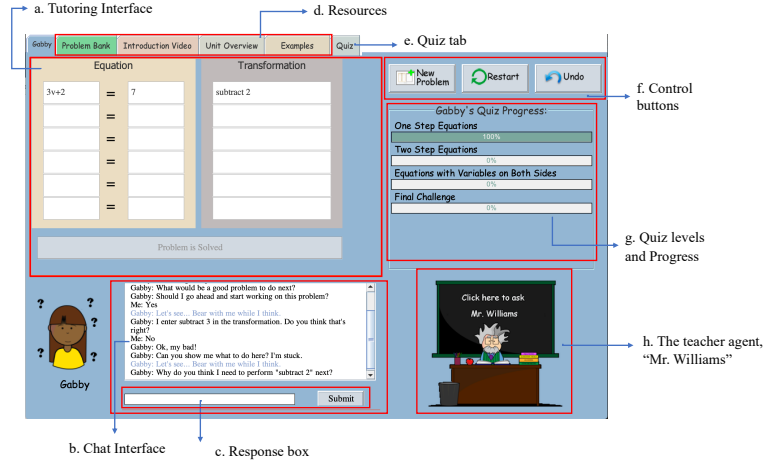 a. Tutoring Interface
d. Resources
e. Quiz tab
Gabby
Problem Bank
Introduction Video
Unit Overview
Examples
Quiz
Equation
Transformation
3v+2
=
7
subtract 2
=
=
=
=
=
Problem is Solved
New
Problem
Restart
Undo
f. Control
buttons
Gabby's Quiz Progress:
One Step Equations
100%
Two Step Equations
0%
Equations with Variables on Both Sides
0%
Final Challenge
0%
g. Quiz levels
and Progress
? ? ? ?
Gabby
Gabby: What would be a good problem to do next?
Gabby: Should I go ahead and start working on this problem?
Me: Yes
Gabby: Let's see... Bear with me while I think.
Gabby: I enter subtract 3 in the transformation. Do you think that's
right?
Me: No
Gabby: Ok, my bad!
Gabby: Can you show me what to do here? I'm stuck.
Gabby: Let's see... Bear with me while I think.
Gabby: Why do you think I need to perform "subtract 2" next?
Submit
Click here to ask
Mr. Williams
h. The teacher agent,
“Mr. Williams”
b. Chat Interface
c. Response box